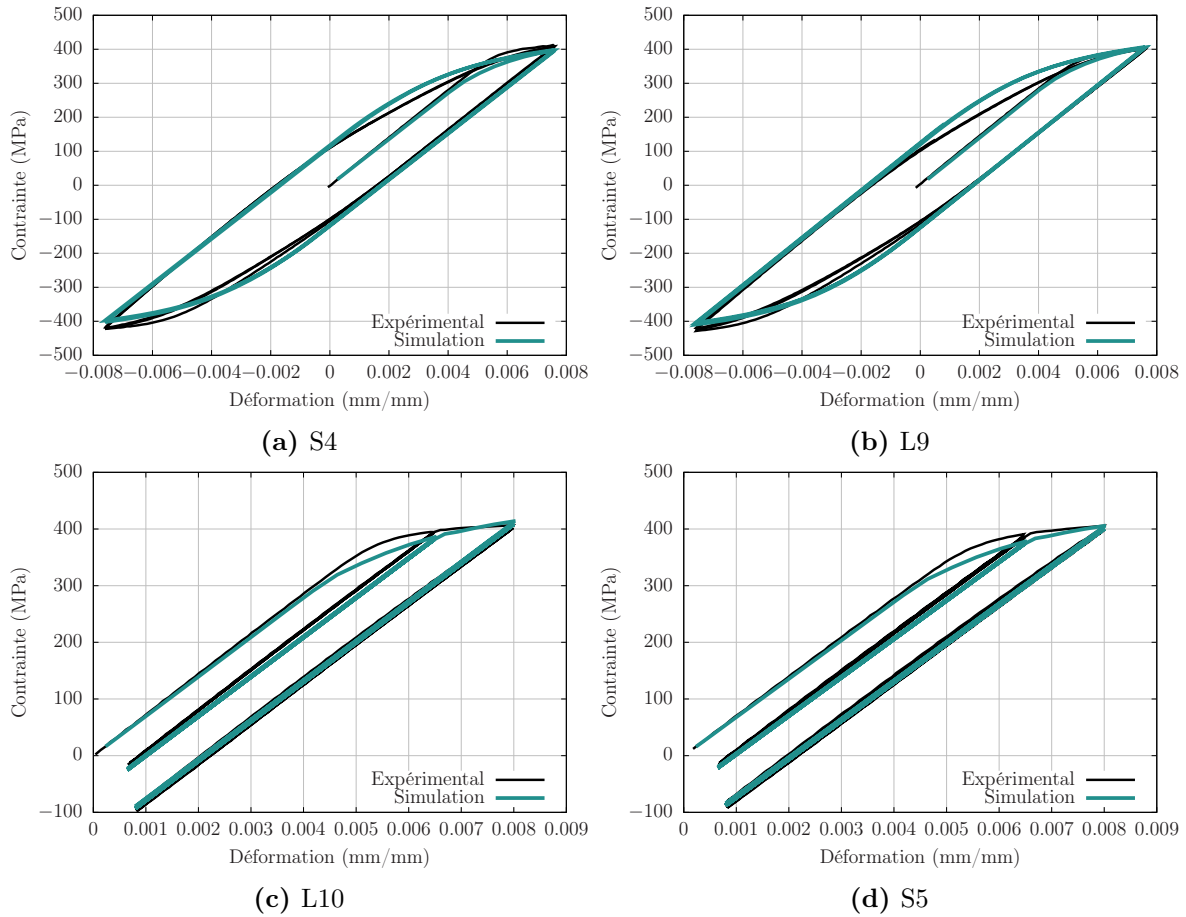 500
400
300
200
100
0
−100
−200
−300
−400
−500
Contrainte (MPa)
Expérimental
Simulation
−0.008 −0.006 −0.004 −0.002 0 0.002 0.004 0.006 0.008
Déformation (mm/mm)
(a) S4
500
400
300
200
100
0
−100
−200
−300
−400
−500
Contrainte (MPa)
Expérimental
Simulation
−0.008 −0.006 −0.004 −0.002 0 0.002 0.004 0.006 0.008
Déformation (mm/mm)
(b) L9
500
400
300
200
100
0
−100
Contrainte (MPa)
Expérimental
Simulation
0 0.001 0.002 0.003 0.004 0.005 0.006 0.007 0.008 0.009
Déformation (mm/mm)
(c) L10
500
400
300
200
100
0
−100
Contrainte (MPa)
Expérimental
Simulation
0 0.001 0.002 0.003 0.004 0.005 0.006 0.007 0.008 0.009
Déformation (mm/mm)
(d) S5